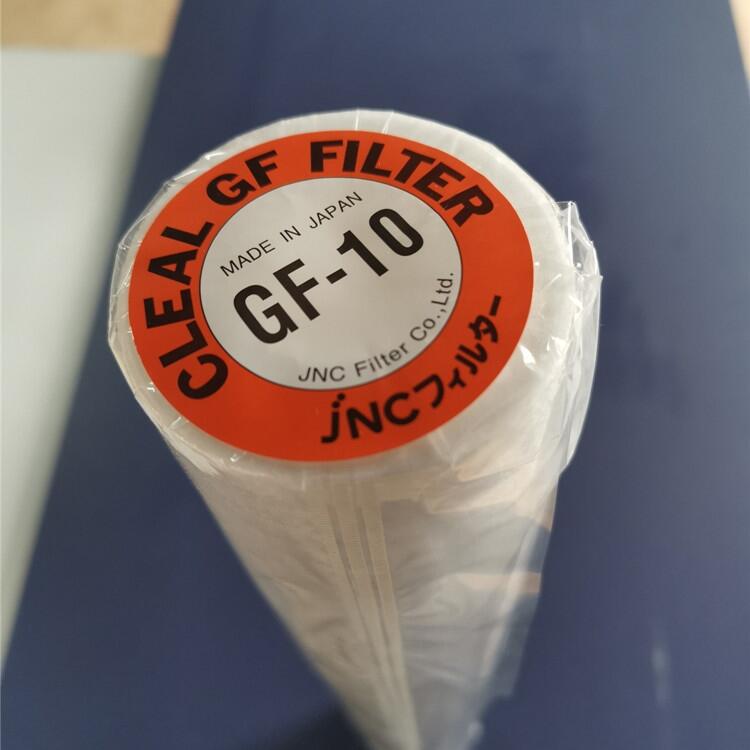 CLEAL GF FILTER
MADE IN JAPAN
GF-10
JNC Filter Co.,Ltd.
JNCフィルター